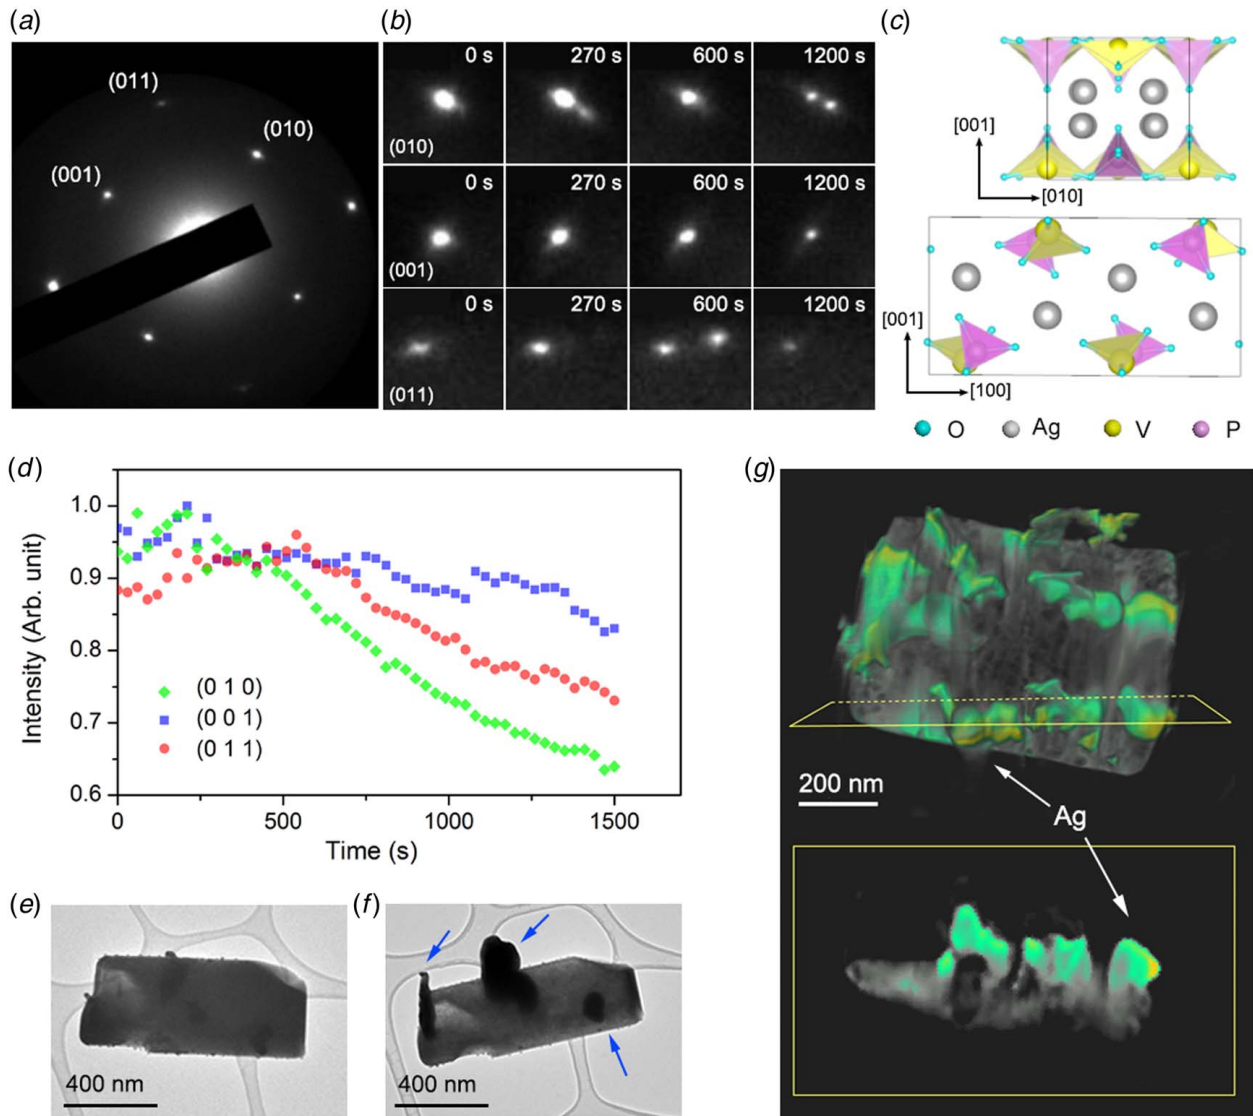 (a)
(011)
(010)
(001)
(b)
0 s 270 s 600 s 1200 s
(010)
0 s 270 s 600 s 1200 s
(001)
0 s 270 s 600 s 1200 s
(011)
(c)
[001]
[010]
[001]
[100]
O Ag V P
(d)
Intensity (Arb. unit)
1.0
0.9
0.8
0.7
0.6
(0 1 0)
(0 0 1)
(0 1 1)
0 500 1000 1500
Time (s)
(e)
400 nm
(f)
400 nm
(g)
200 nm
Ag